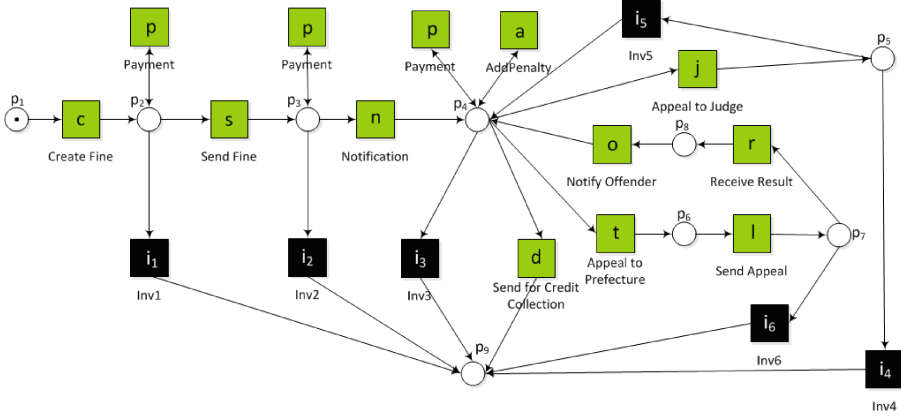 p
p
p
a
i5
p5
Payment
Payment
Payment
AddPenalty
Inv5
j
p1
p2
p3
p4
Appeal to Judge
c
s
n
p8
o
r
Create Fine
Send Fine
Notification
Notify Offender
Receive Result
p6
t
l
p7
i1
i2
i3
d
Appeal to
Prefecture
Send Appeal
Inv1
Inv2
Inv3
Send for Credit
Collection
i6
p9
Inv6
i4
Inv4